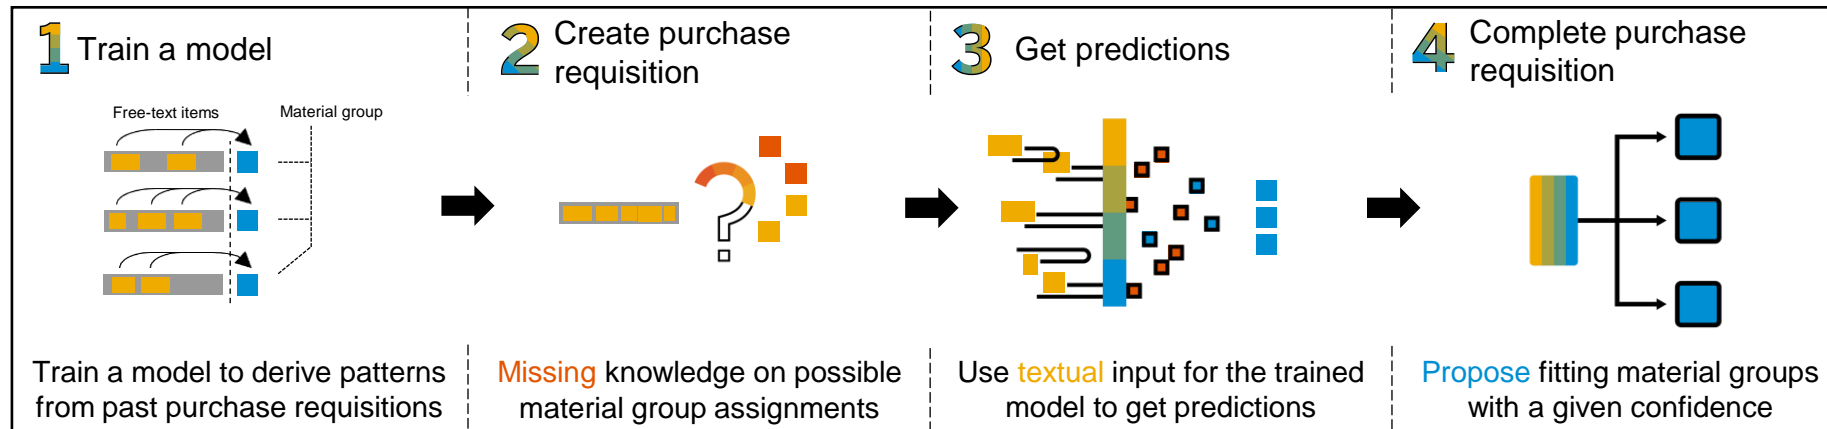 1 Train a model
Free-text items
Material group
Train a model to derive patterns
from past purchase requisitions
2 Create purchase
requisition
?
Missing knowledge on possible
material group assignments
3 Get predictions
Use textual input for the trained
model to get predictions
4 Complete purchase
requisition
Propose fitting material groups
with a given confidence